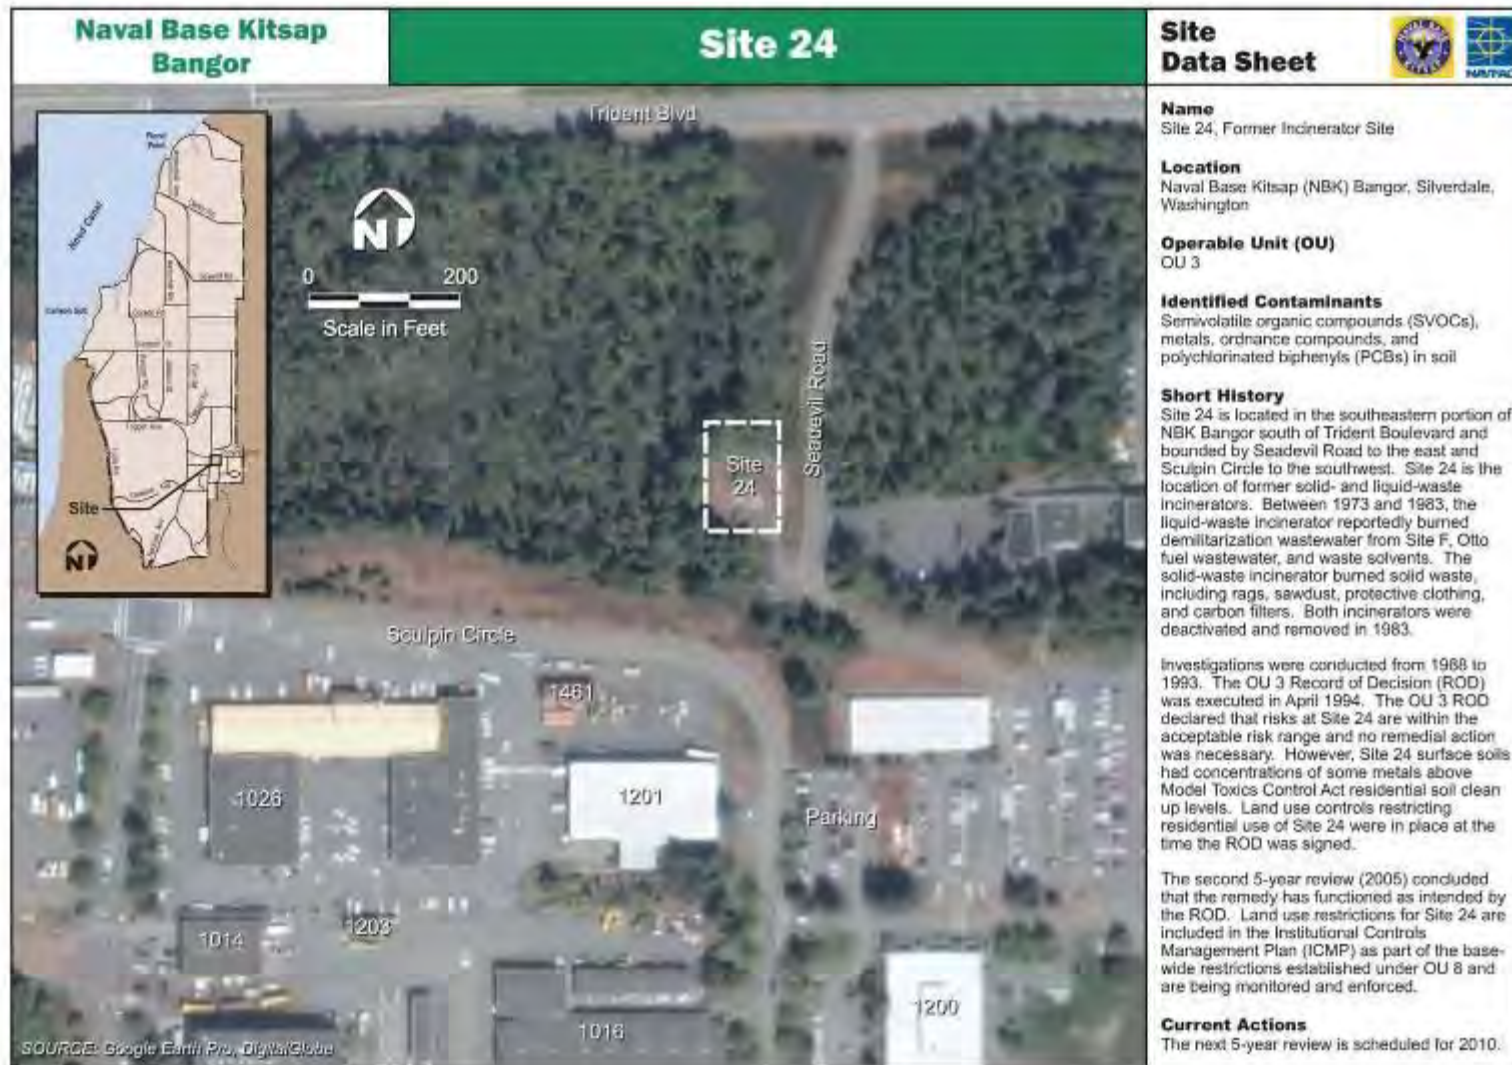 Naval Base Kitsap
Bangor
Site 24
Site
Data Sheet
NAVFAC
Trident Blvd
Hood Canal
Site
N
N
0 200
Scale in Feet
Seadevil Road
Site
24
Sculpin Circle
1461
1026
1201
Parking
1203
1014
1016
1200
SOURCE: Google Earth Pro, DigitalGlobe
Name
Site 24, Former Incinerator Site
Location
Naval Base Kitsap (NBK) Bangor, Silverdale,
Washington
Operable Unit (OU)
OU 3
Identified Contaminants
Semivolatile organic compounds (SVOCs),
metals, ordnance compounds, and
polychlorinated biphenyls (PCBs) in soil
Short History
Site 24 is located in the southeastern portion of
NBK Bangor south of Trident Boulevard and
bounded by Seadevil Road to the east and
Sculpin Circle to the southwest. Site 24 is the
location of former solid- and liquid-waste
incinerators. Between 1973 and 1983, the
liquid-waste incinerator reportedly burned
demilitarization wastewater from Site F, Otto
fuel wastewater, and waste solvents. The
solid-waste incinerator burned solid waste,
including rags, sawdust, protective clothing,
and carbon filters. Both incinerators were
deactivated and removed in 1983.
Investigations were conducted from 1988 to
1993. The OU 3 Record of Decision (ROD)
was executed in April 1994. The OU 3 ROD
declared that risks at Site 24 are within the
acceptable risk range and no remedial action
was necessary. However, Site 24 surface soils
had concentrations of some metals above
Model Toxics Control Act residential soil clean
up levels. Land use controls restricting
residential use of Site 24 were in place at the
time the ROD was signed.
The second 5-year review (2005) concluded
that the remedy has functioned as intended by
the ROD. Land use restrictions for Site 24 are
included in the Institutional Controls
Management Plan (ICMP) as part of the base-
wide restrictions established under OU 8 and
are being monitored and enforced.
Current Actions
The next 5-year review is scheduled for 2010.